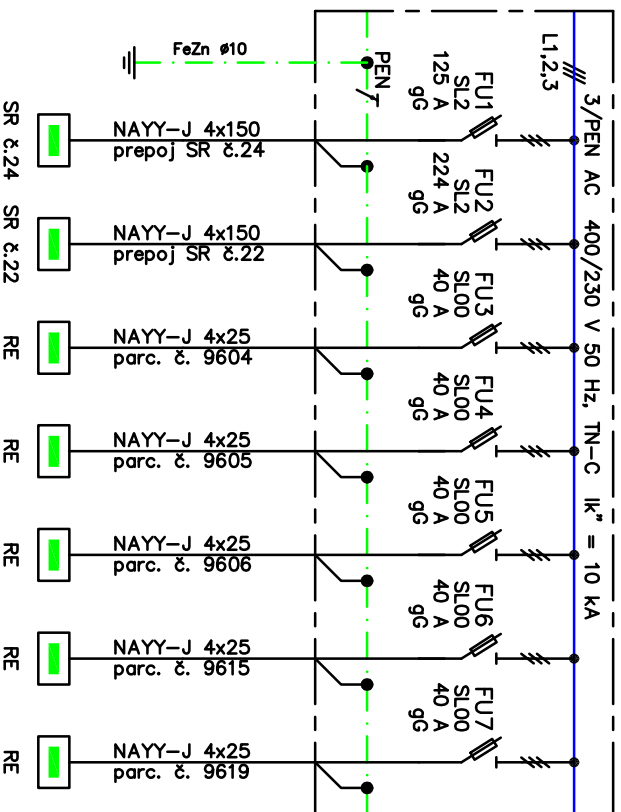 3/PEN AC 400/230 V 50 Hz, TN-C Ik" = 10 kA
L1,2,3
FU1
SL2
125 A
gG
FU2
SL2
224 A
gG
FU3
SL00
40 A
gG
FU4
SL00
40 A
gG
FU5
SL00
40 A
gG
FU6
SL00
40 A
gG
FU7
SL00
40 A
gG
PEN
FeZn ø10
NAYY-J 4x150
prepoj SR č.24
NAYY-J 4x150
prepoj SR č.22
NAYY-J 4x25
parc. č. 9604
NAYY-J 4x25
parc. č. 9605
NAYY-J 4x25
parc. č. 9606
NAYY-J 4x25
parc. č. 9615
NAYY-J 4x25
parc. č. 9619
SR č.24
SR č.22
RE
RE
RE
RE
RE